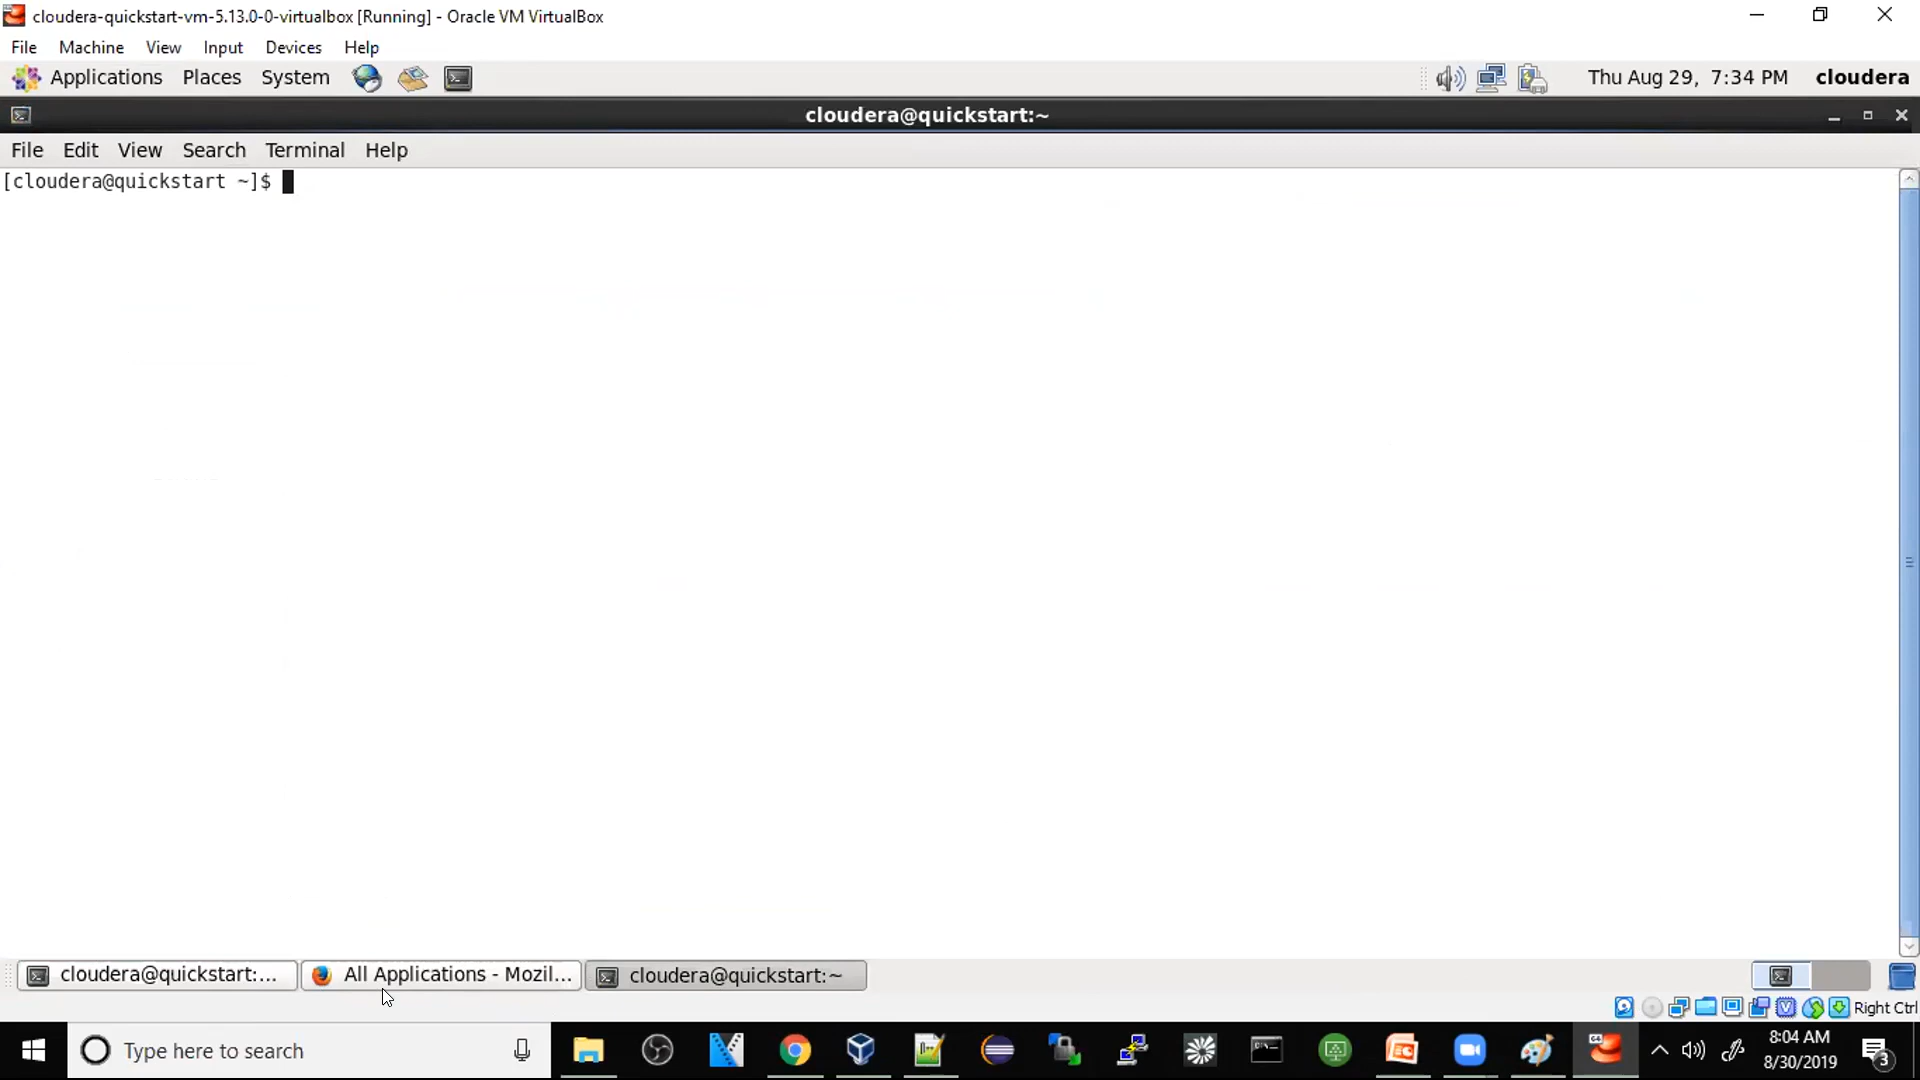 cloudera-quickstart-vm-5.13.0-0-virtualbox [Running] - Oracle VM VirtualBox
File Machine View Input Devices Help
Applications Places System Thu Aug 29, 7:34 PM cloudera
cloudera@quickstart:~
File Edit View Search Terminal Help
[cloudera@quickstart ~]$
cloudera@quickstart:... All Applications - Mozil... cloudera@quickstart:~
Right Ctrl
Type here to search
8:04 AM
8/30/2019
3